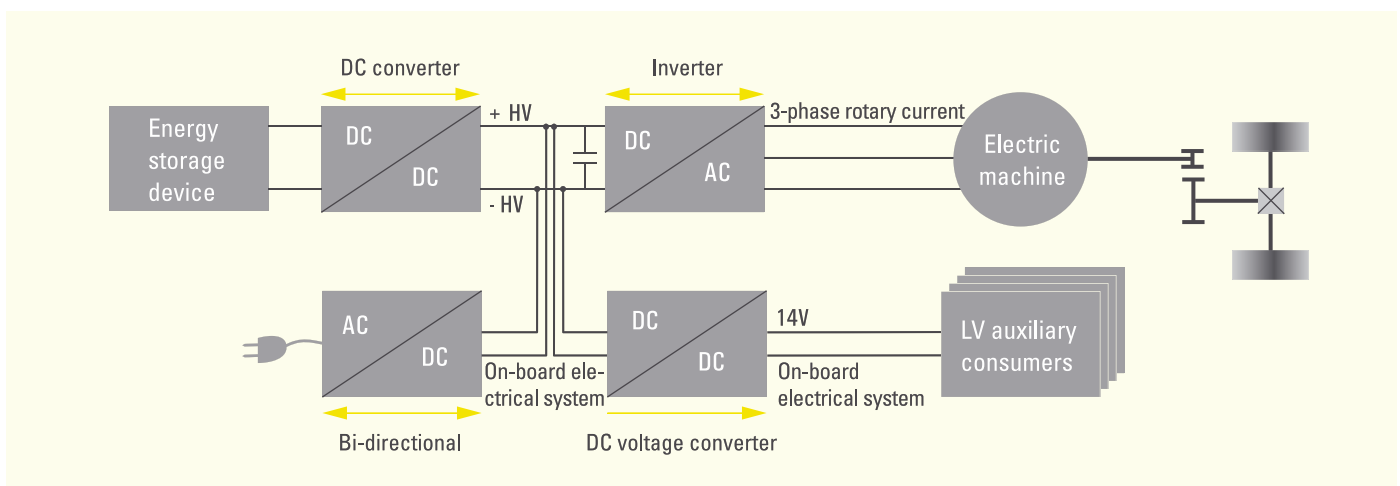 DC converter
Inverter
Energy
storage
device
DC
DC
+ HV
- HV
DC
AC
3-phase rotary current
Electric
machine
AC
DC
On-board ele-
ctrical system
Bi-directional
DC
DC
DC voltage converter
14V
On-board
electrical system
LV auxiliary
consumers